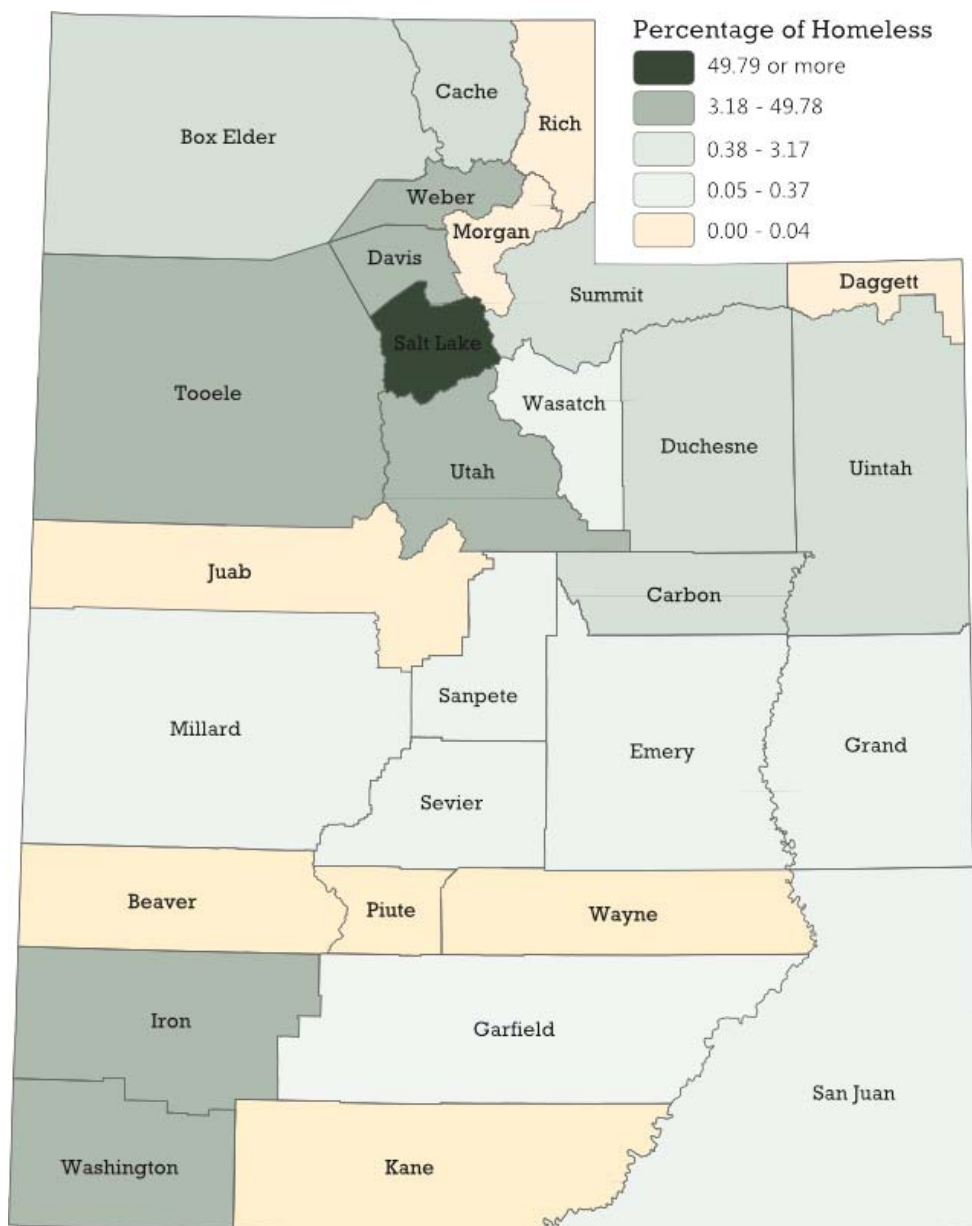 Percentage of Homeless
49.79 or more
3.18 - 49.78
0.38 - 3.17
0.05 - 0.37
0.00 - 0.04
Cache
Rich
Box Elder
Weber
Morgan
Davis
Daggett
Summit
Salt Lake
Tooele
Wasatch
Duchesne
Uintah
Utah
Juab
Carbon
Sanpete
Millard
Emery
Grand
Sevier
Beaver
Piute
Wayne
Iron
Garfield
San Juan
Washington
Kane